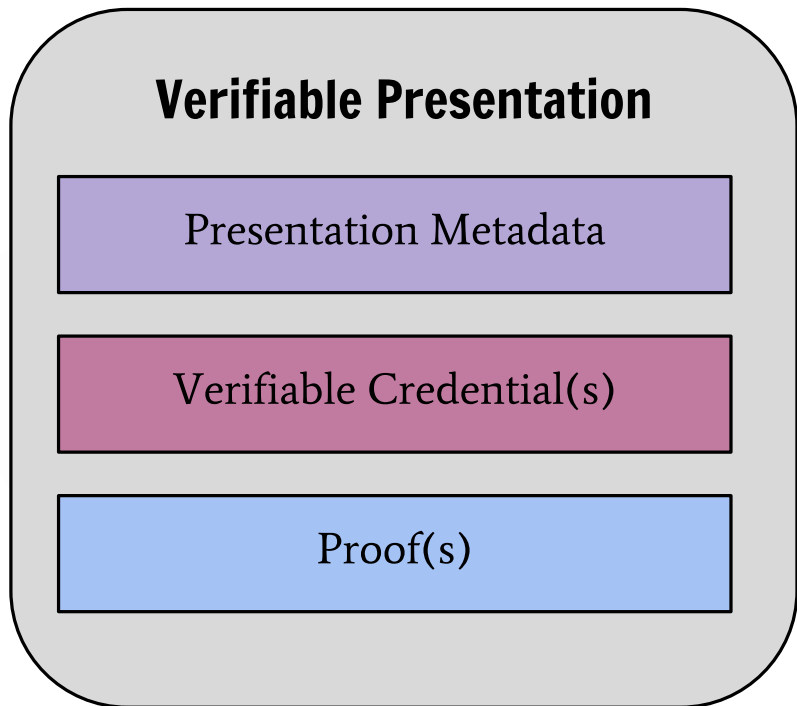 Verifiable Presentation
Presentation Metadata
Verifiable Credential(s)
Proof(s)